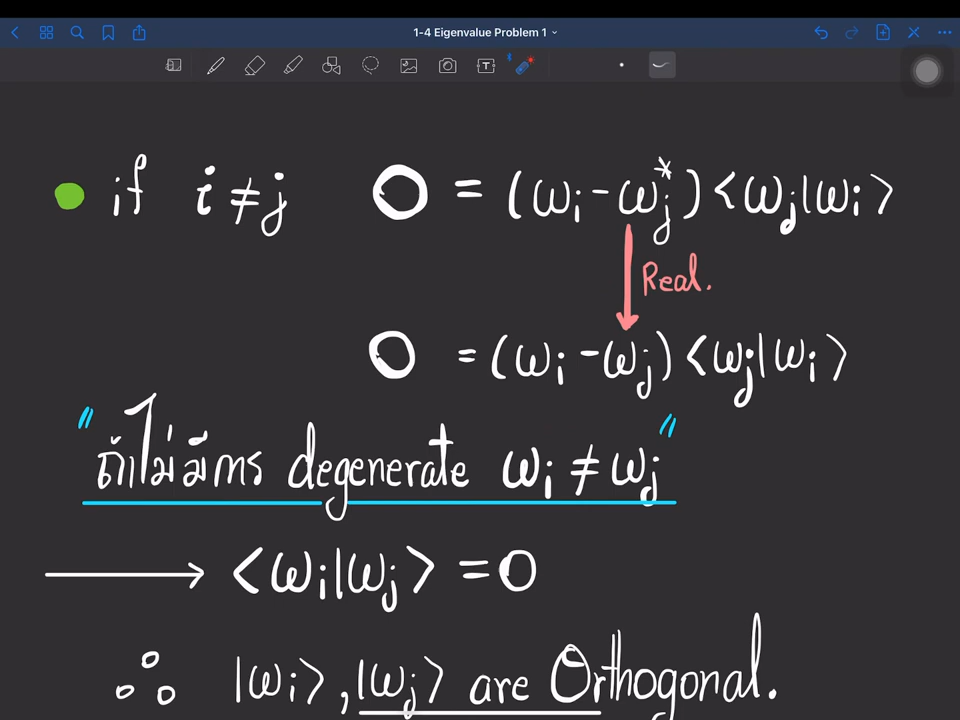 1-4 Eigenvalue Problem 1
if i ≠ j 0 = (ωi - ωj*) <ωj|ωi>
Real.
0 = (ωi - ωj) <ωj|ωi>
"ถ้าไม่มีการ degenerate ωi ≠ ωj"
⟶ <ωi|ωj> = 0
∴ |ωi>, |ωj> are Orthogonal.